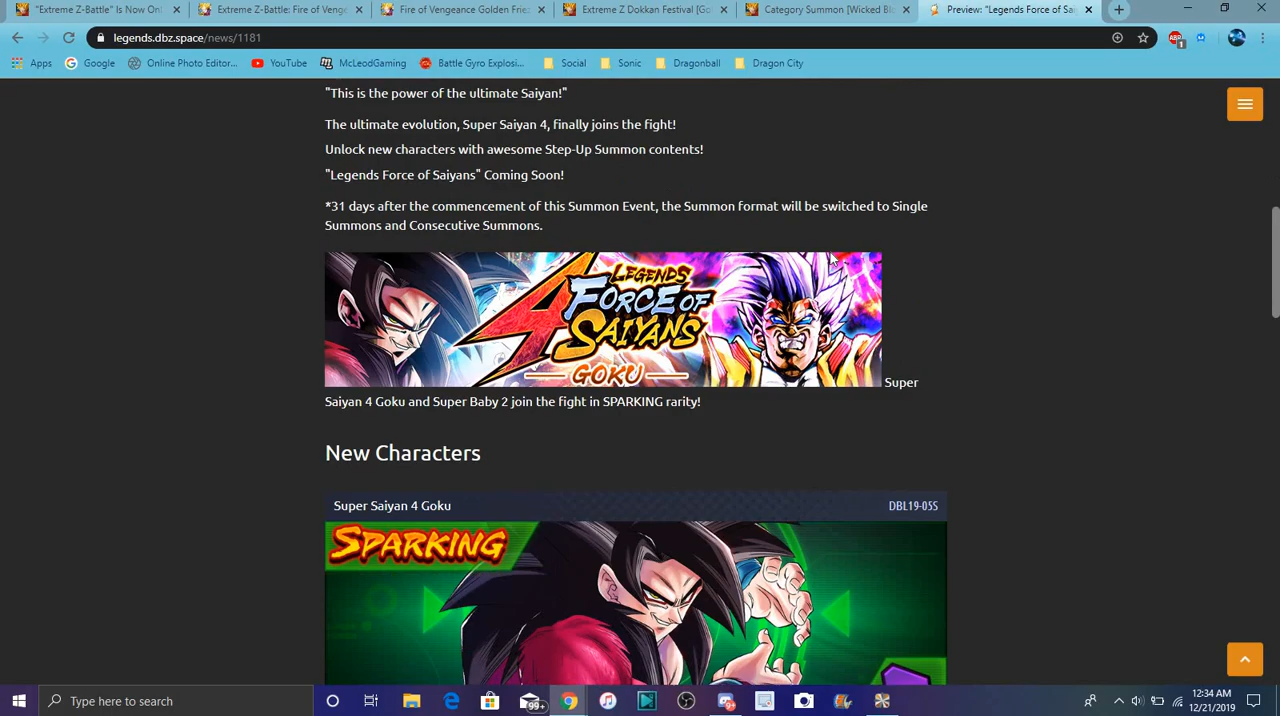 "Extreme Z-Battle" Is Now On!
Extreme Z-Battle: Fire of Venge
Fire of Vengeance Golden Friez
Extreme Z Dokkan Festival [Go
Category Summon [Wicked Blo
Preview: "Legends Force of Sai
legends.dbz.space/news/1181
ABP
1
Apps
Google
Online Photo Editor...
YouTube
McLeodGaming
Battle Gyro Explosi...
Social
Sonic
Dragonball
Dragon City
"This is the power of the ultimate Saiyan!"
The ultimate evolution, Super Saiyan 4, finally joins the fight!
Unlock new characters with awesome Step-Up Summon contents!
"Legends Force of Saiyans" Coming Soon!
*31 days after the commencement of this Summon Event, the Summon format will be switched to Single
Summons and Consecutive Summons.
4
LEGENDS
FORCE OF
SAIYANS
GOKU
Super
Saiyan 4 Goku and Super Baby 2 join the fight in SPARKING rarity!
New Characters
Super Saiyan 4 Goku
DBL19-05S
SPARKING
Type here to search
99+
12:34 AM
12/21/2019